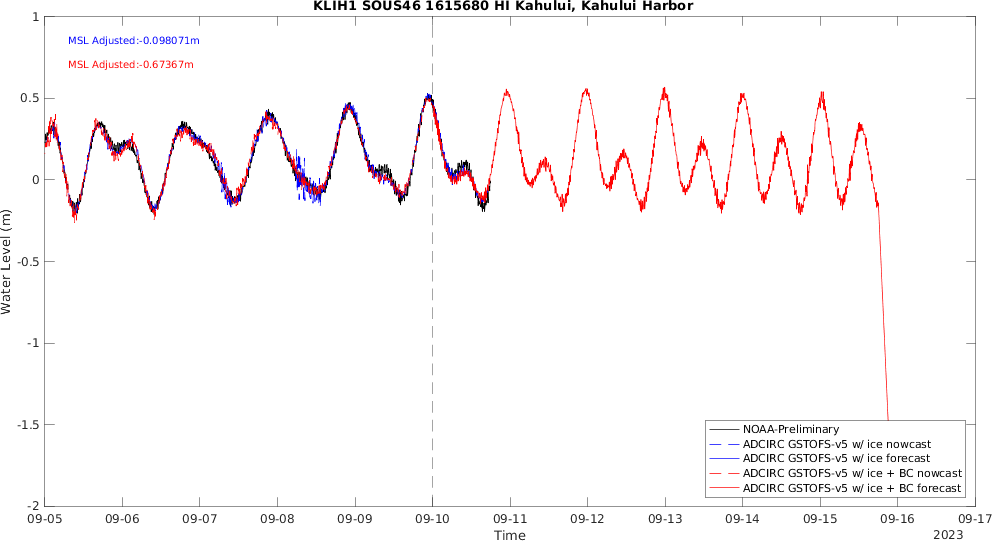 KLIH1 SOUS46 1615680 HI Kahului, Kahului Harbor
MSL Adjusted:-0.098071m
MSL Adjusted:-0.67367m
1
0.5
0
-0.5
-1
-1.5
-2
Water Level (m)
NOAA-Preliminary
ADCIRC GSTOFS-v5 w/ ice nowcast
ADCIRC GSTOFS-v5 w/ ice forecast
ADCIRC GSTOFS-v5 w/ ice + BC nowcast
ADCIRC GSTOFS-v5 w/ ice + BC forecast
09-05 09-06 09-07 09-08 09-09 09-10 09-11 09-12 09-13 09-14 09-15 09-16 09-17
Time
2023